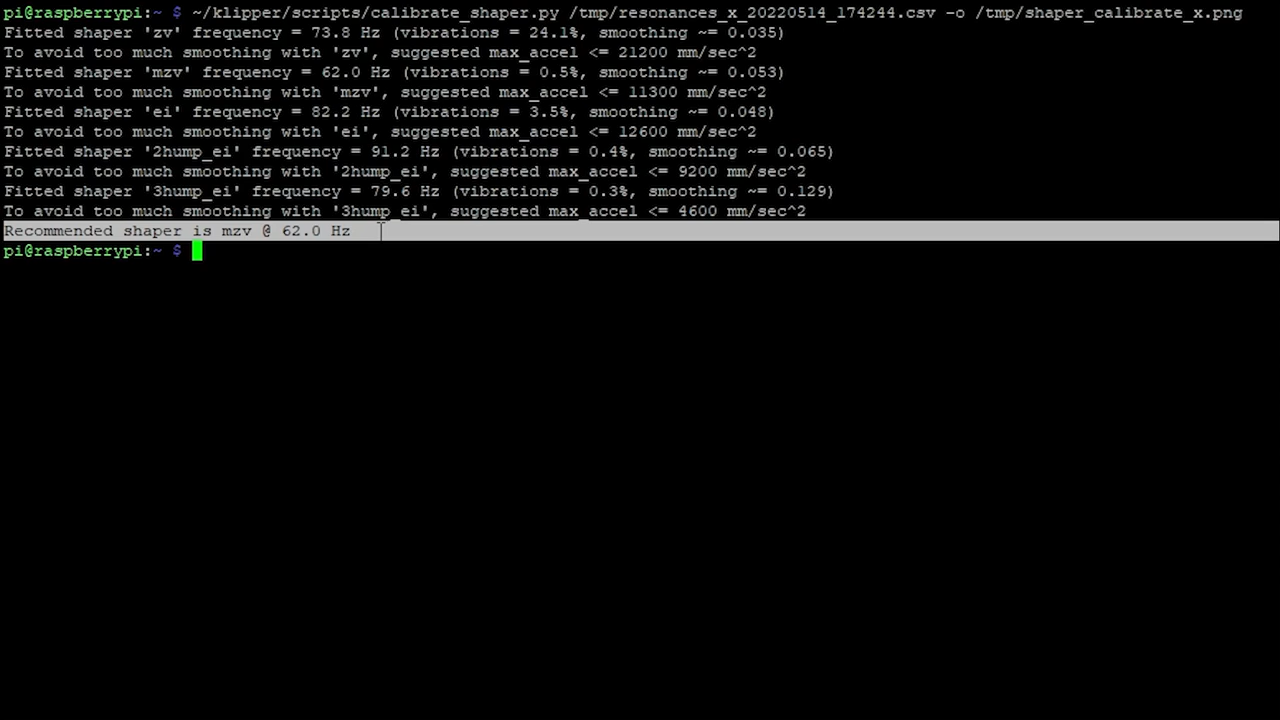 pi@raspberrypi:~ $ ~/klipper/scripts/calibrate_shaper.py /tmp/resonances_x_20220514_174244.csv -o /tmp/shaper_calibrate_x.png
Fitted shaper 'zv' frequency = 73.8 Hz (vibrations = 24.1%, smoothing ~= 0.035)
To avoid too much smoothing with 'zv', suggested max_accel <= 21200 mm/sec^2
Fitted shaper 'mzv' frequency = 62.0 Hz (vibrations = 0.5%, smoothing ~= 0.053)
To avoid too much smoothing with 'mzv', suggested max_accel <= 11300 mm/sec^2
Fitted shaper 'ei' frequency = 82.2 Hz (vibrations = 3.5%, smoothing ~= 0.048)
To avoid too much smoothing with 'ei', suggested max_accel <= 12600 mm/sec^2
Fitted shaper '2hump_ei' frequency = 91.2 Hz (vibrations = 0.4%, smoothing ~= 0.065)
To avoid too much smoothing with '2hump_ei', suggested max_accel <= 9200 mm/sec^2
Fitted shaper '3hump_ei' frequency = 79.6 Hz (vibrations = 0.3%, smoothing ~= 0.129)
To avoid too much smoothing with '3hump_ei', suggested max_accel <= 4600 mm/sec^2
Recommended shaper is mzv @ 62.0 Hz
pi@raspberrypi:~ $